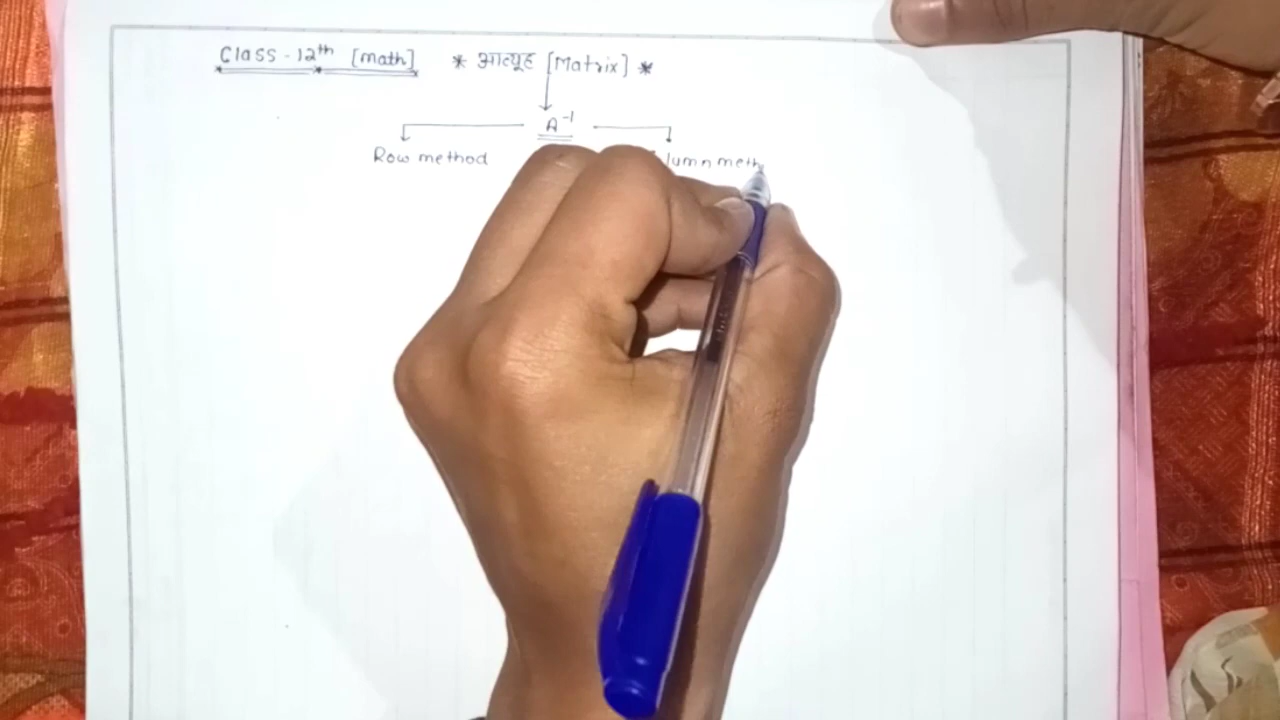 Class - 12th [math] * आव्यूह [Matrix] *
A⁻¹
Row method